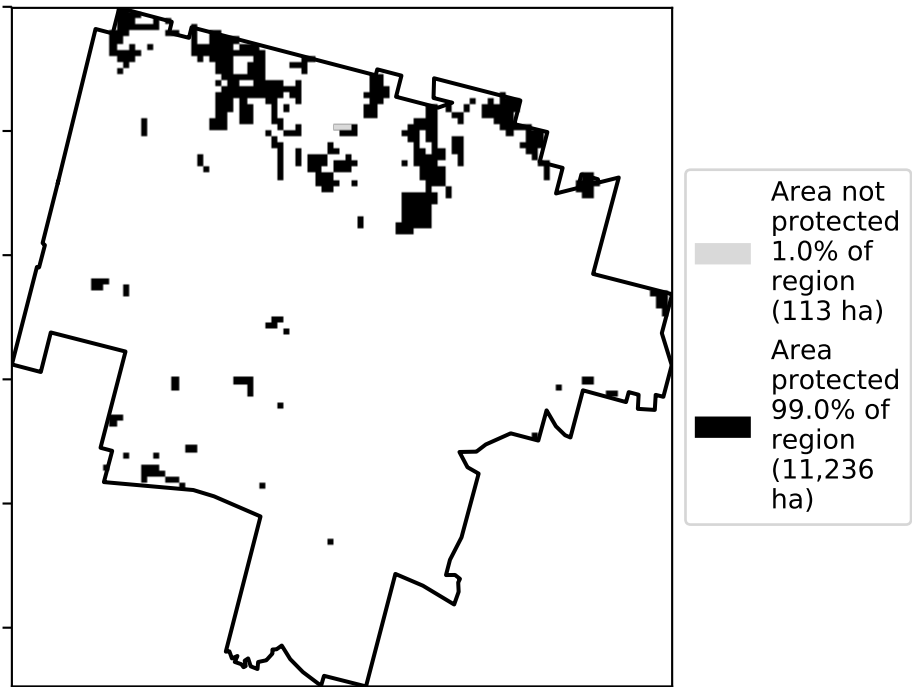 Area not
protected
1.0% of
region
(113 ha)
Area
protected
99.0% of
region
(11,236
ha)